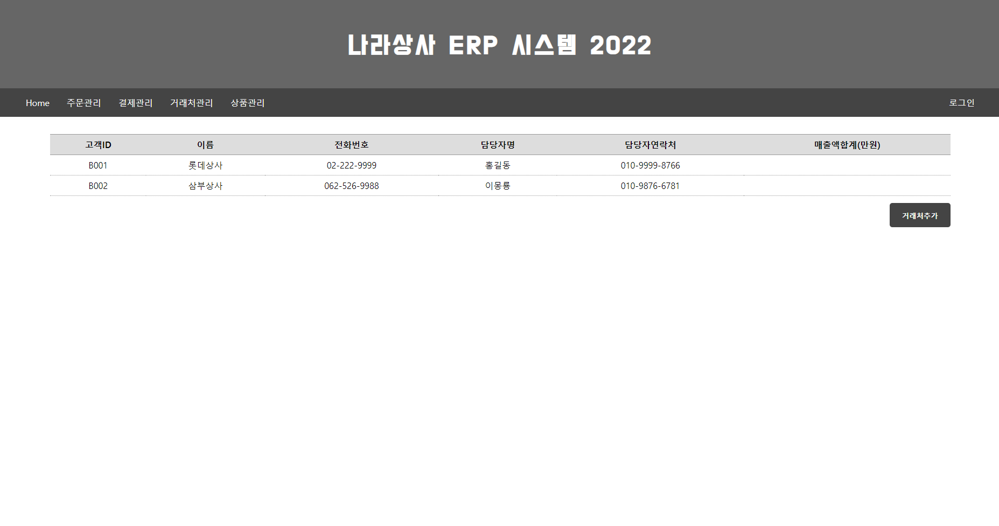 나라상사 ERP 시스템 2022
Home 주문관리 결제관리 거래처관리 상품관리 로그인
고객ID 이름 전화번호 담당자명 담당자연락처 매출액합계(만원)
B001 롯데상사 02-222-9999 홍길동 010-9999-8766
B002 삼부상사 062-526-9988 이몽룡 010-9876-6781
거래처추가